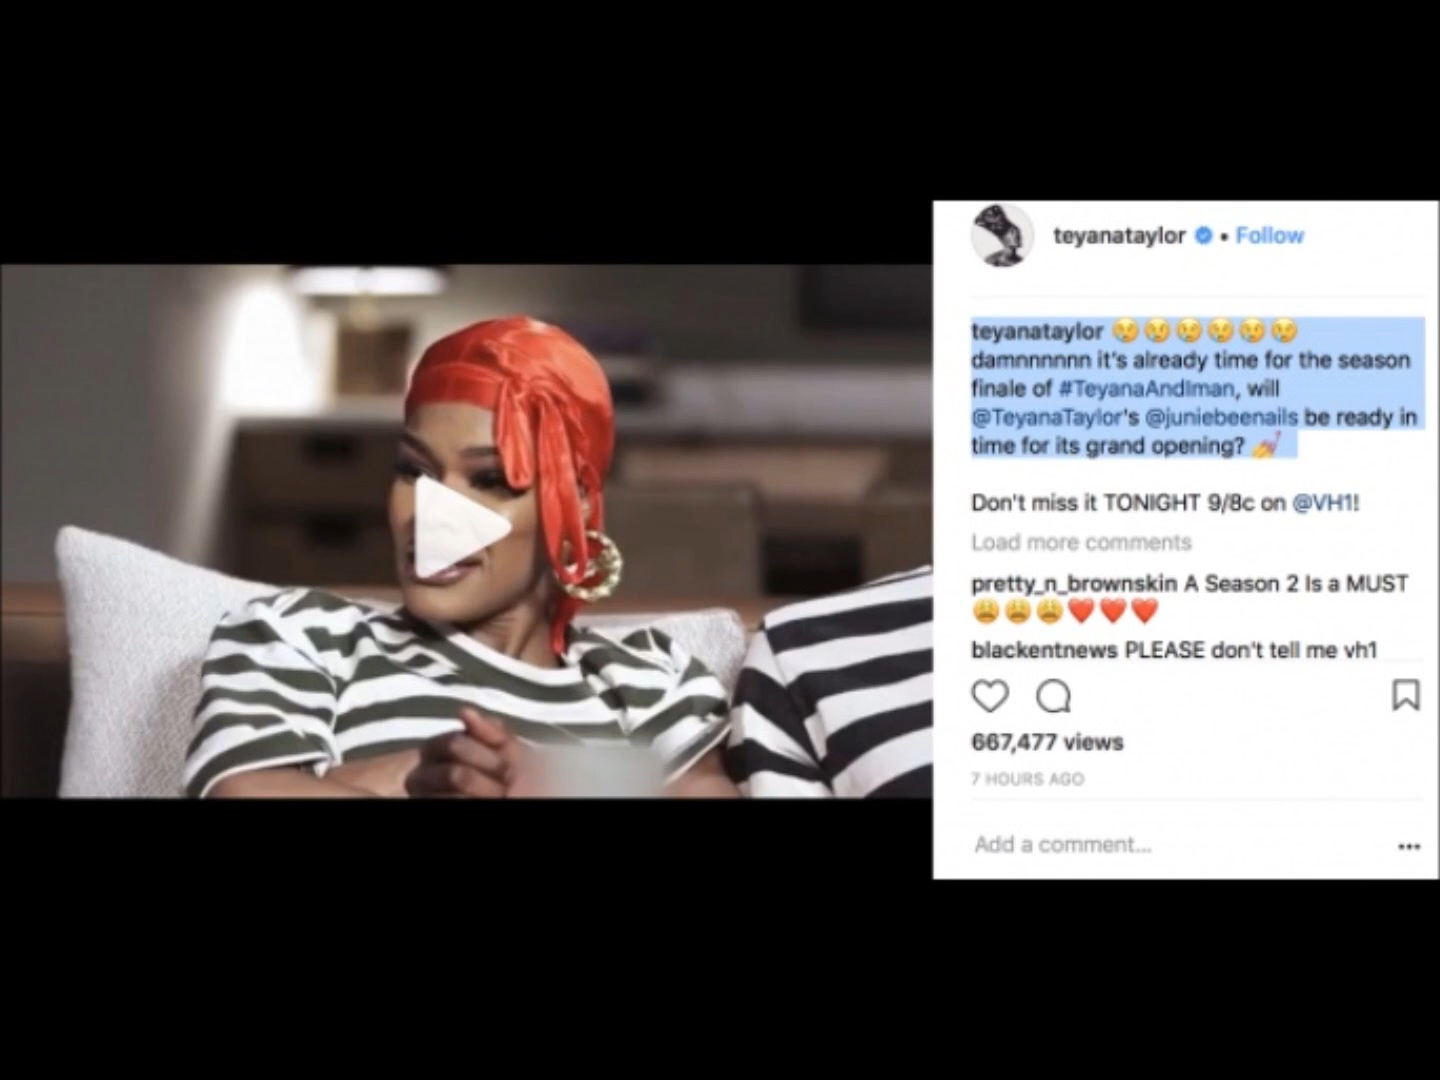 teyanataylor • Follow
teyanataylor 😢😢😢😢😢😢
damnnnnnn it's already time for the season
finale of #TeyanaAndIman, will
@TeyanaTaylor's @juniebeenails be ready in
time for its grand opening? 💅
Don't miss it TONIGHT 9/8c on @VH1!
Load more comments
pretty_n_brownskin A Season 2 Is a MUST
😩😩😩❤️❤️❤️
blackentnews PLEASE don't tell me vh1
667,477 views
7 HOURS AGO
Add a comment...